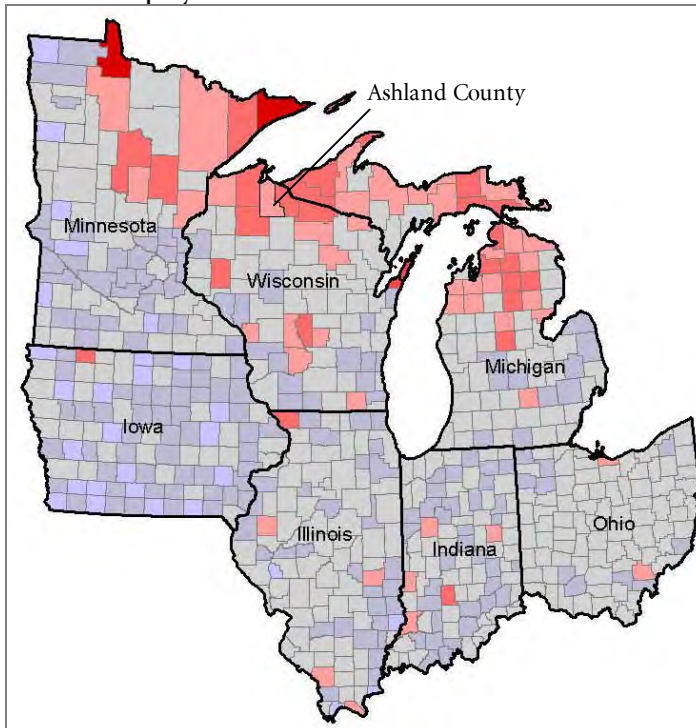 Ashland County
Minnesota
Wisconsin
Michigan
Iowa
Illinois
Indiana
Ohio